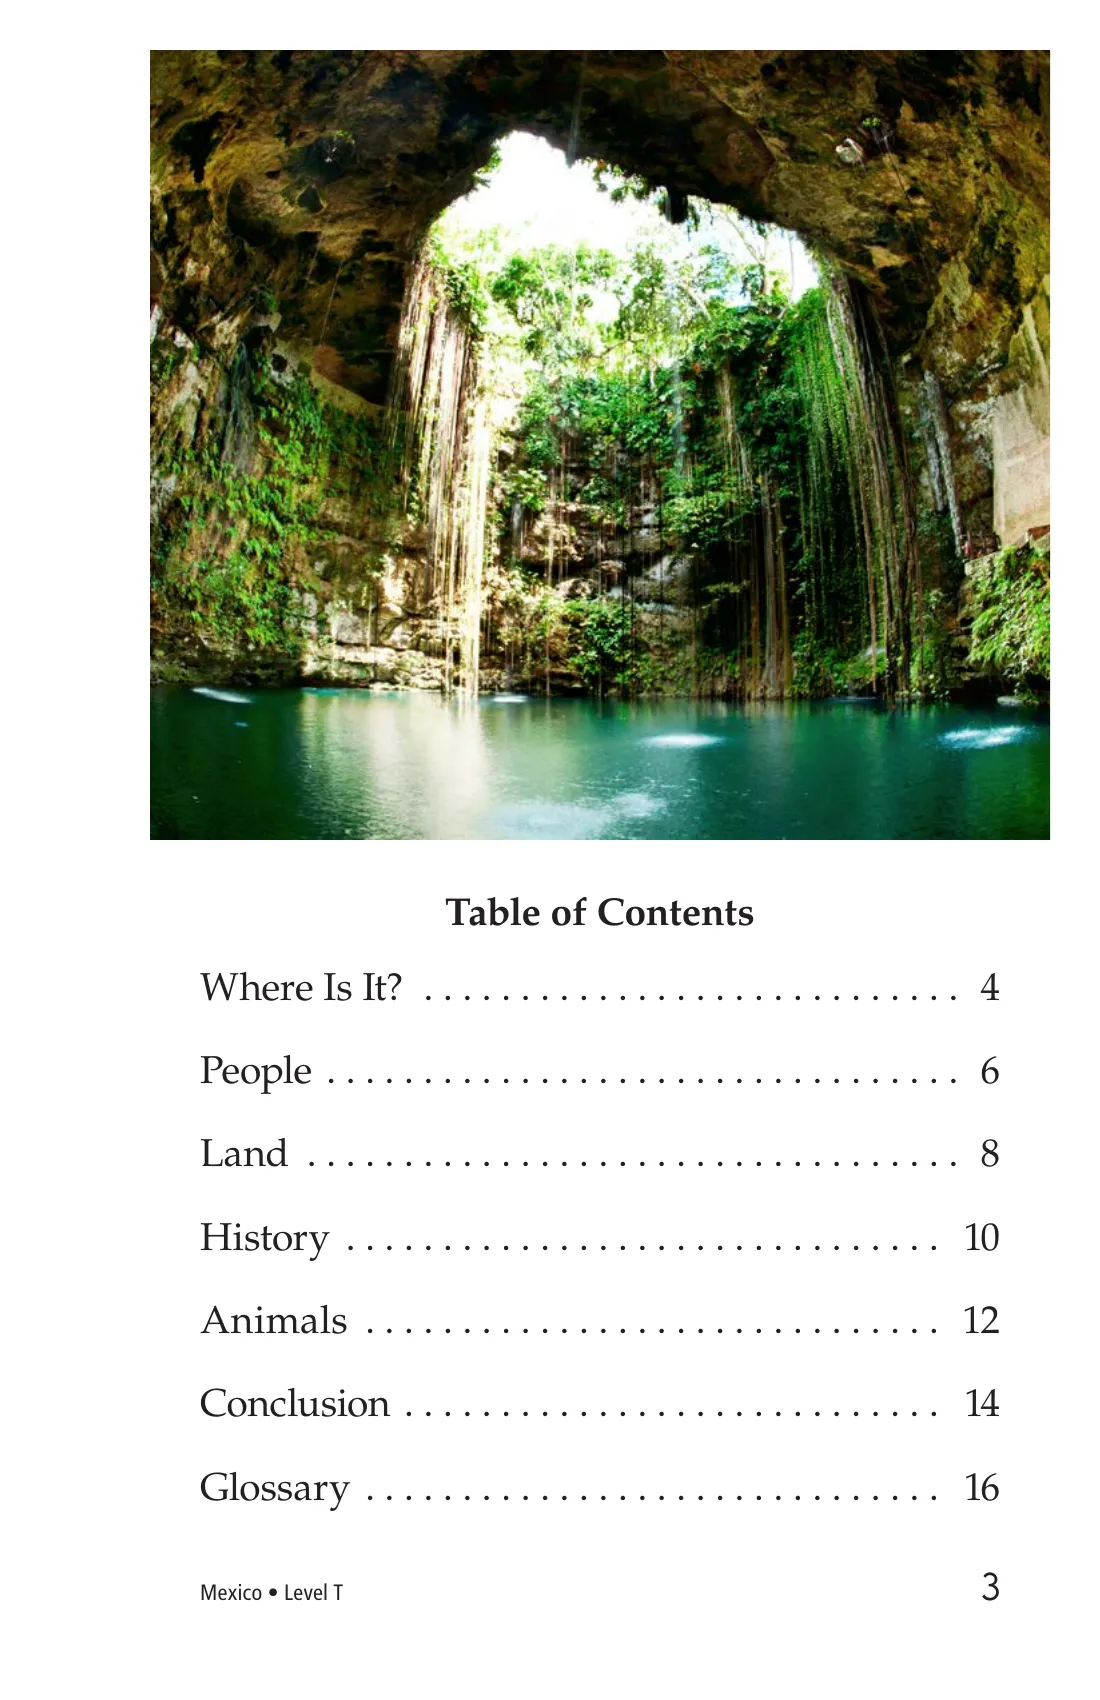 Table of Contents
Where Is It? . . . . . . . . . . . . . . . . . . . . . . . . . . . . 4
People . . . . . . . . . . . . . . . . . . . . . . . . . . . . . . . . . 6
Land . . . . . . . . . . . . . . . . . . . . . . . . . . . . . . . . . . 8
History . . . . . . . . . . . . . . . . . . . . . . . . . . . . . . . 10
Animals . . . . . . . . . . . . . . . . . . . . . . . . . . . . . . 12
Conclusion . . . . . . . . . . . . . . . . . . . . . . . . . . . . 14
Glossary . . . . . . . . . . . . . . . . . . . . . . . . . . . . . . 16
Mexico • Level T 3